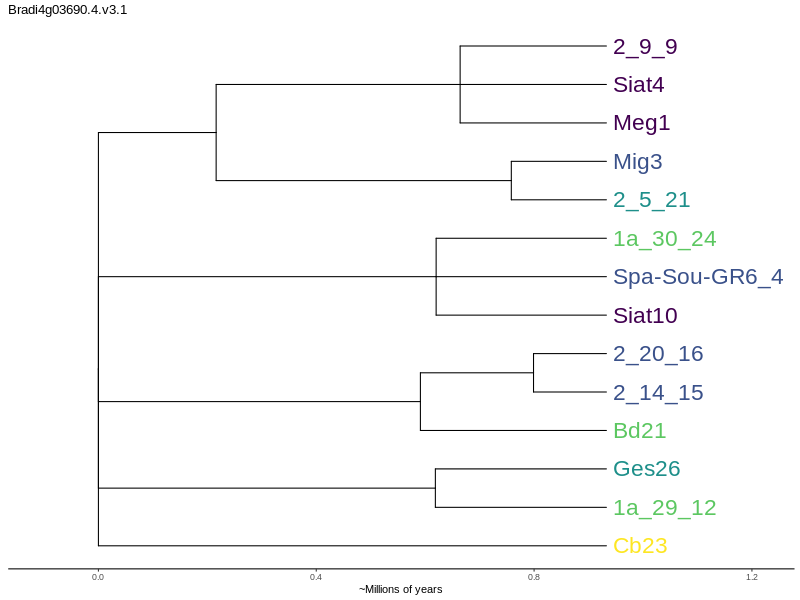 Bradi4g03690.4.v3.1
2_9_9
Siat4
Meg1
Mig3
2_5_21
1a_30_24
Spa-Sou-GR6_4
Siat10
2_20_16
2_14_15
Bd21
Ges26
1a_29_12
Cb23
0.0 0.4 0.8 1.2
~Millions of years